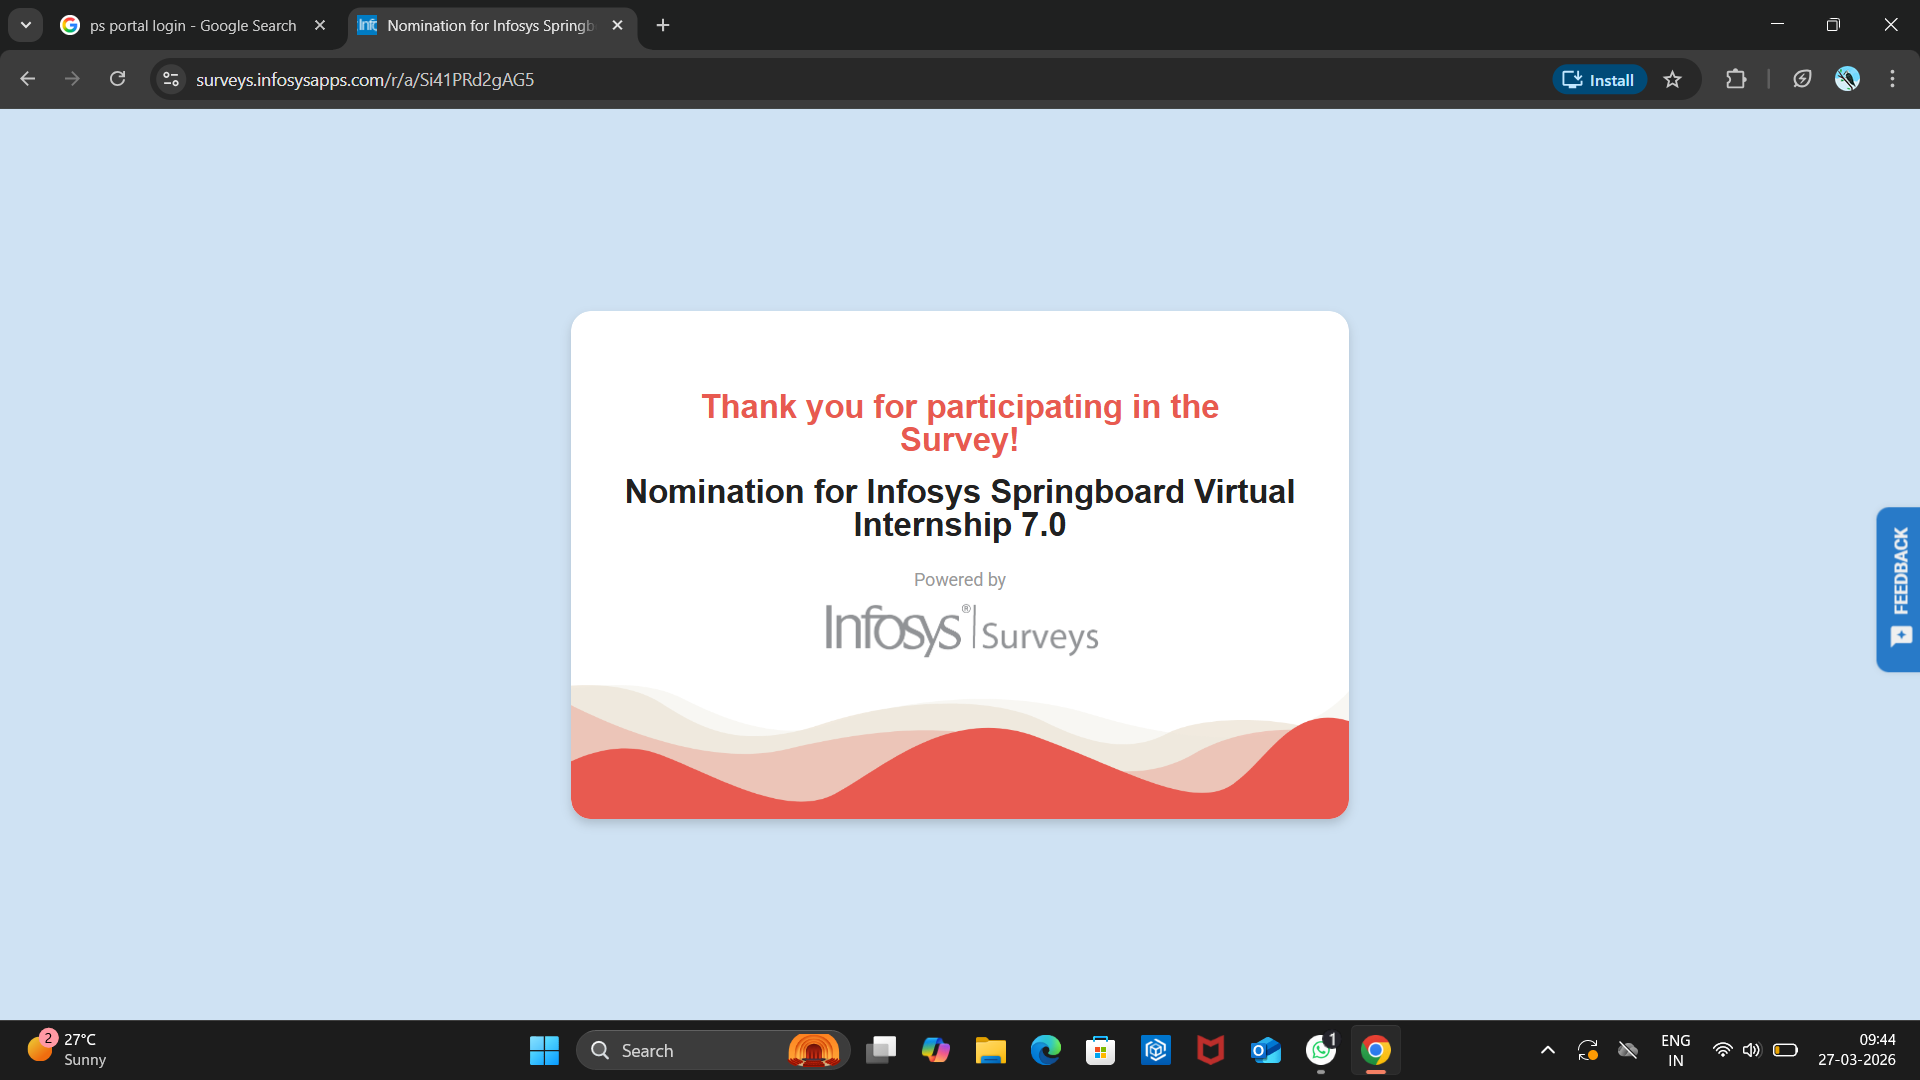 ps portal login - Google Search
Nomination for Infosys Springb
surveys.infosysapps.com/r/a/Si41PRd2gAG5
Install
Thank you for participating in the
Survey!
Nomination for Infosys Springboard Virtual
Internship 7.0
Powered by
Infosys® | Surveys
FEEDBACK
2
27°C
Sunny
Search
1
ENG
IN
09:44
27-03-2026